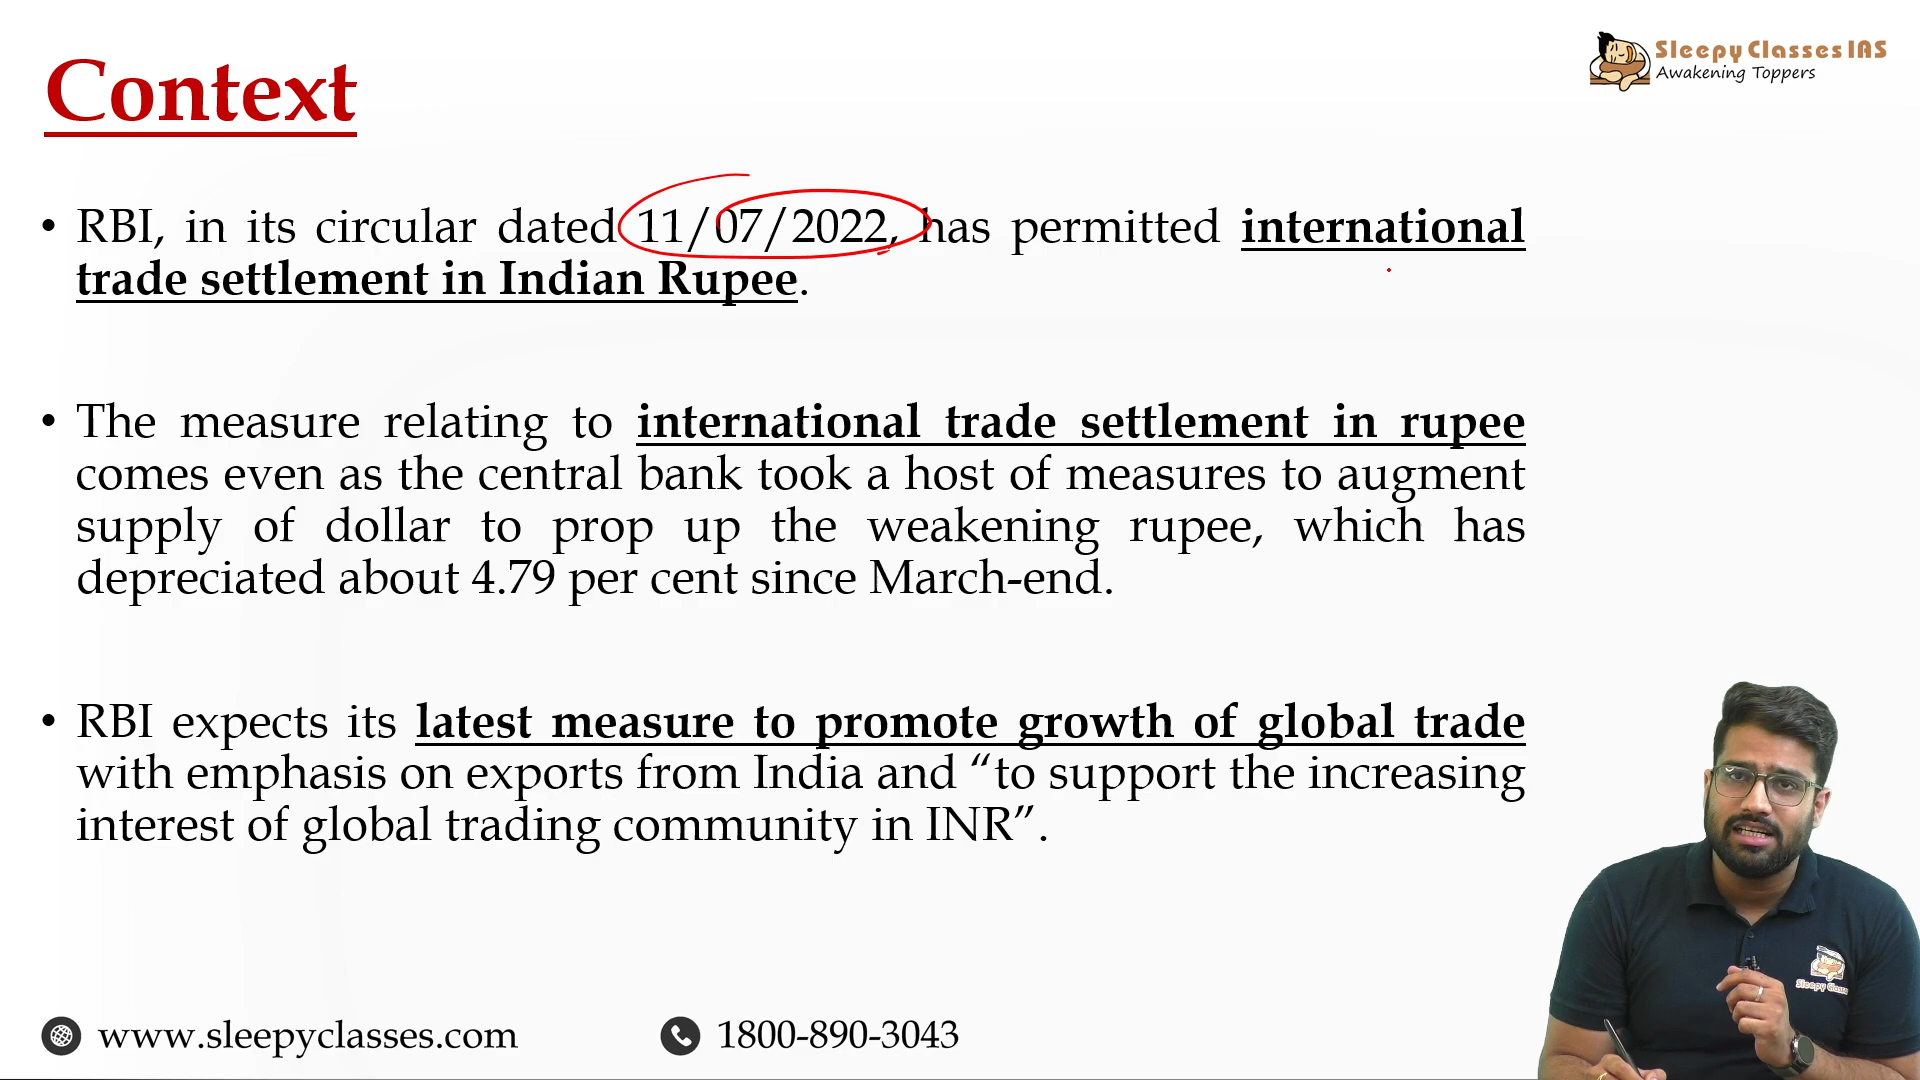 Context
Sleepy Classes IAS
Awakening Toppers
• RBI, in its circular dated 11/07/2022, has permitted international
trade settlement in Indian Rupee.
• The measure relating to international trade settlement in rupee
comes even as the central bank took a host of measures to augment
supply of dollar to prop up the weakening rupee, which has
depreciated about 4.79 per cent since March-end.
• RBI expects its latest measure to promote growth of global trade
with emphasis on exports from India and “to support the increasing
interest of global trading community in INR”.
Sleepy Classes
www.sleepyclasses.com
1800-890-3043